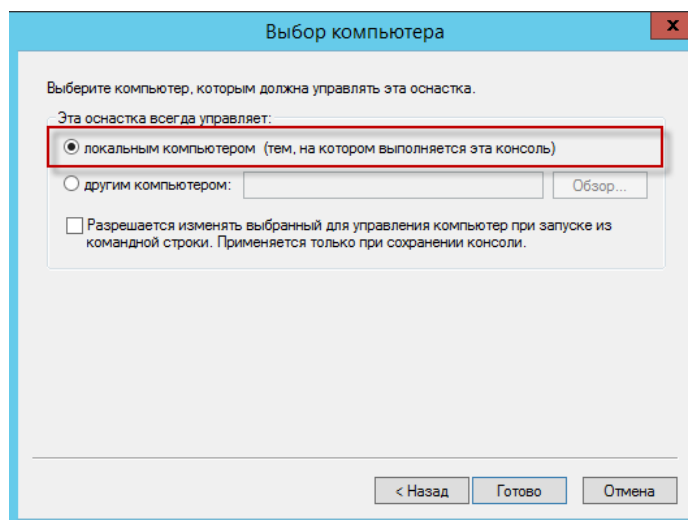 Выбор компьютера
x
Выберите компьютер, которым должна управлять эта оснастка.
Эта оснастка всегда управляет:
локальным компьютером (тем, на котором выполняется эта консоль)
другим компьютером:
Обзор...
Разрешается изменять выбранный для управления компьютер при запуске из
командной строки. Применяется только при сохранении консоли.
< Назад
Готово
Отмена